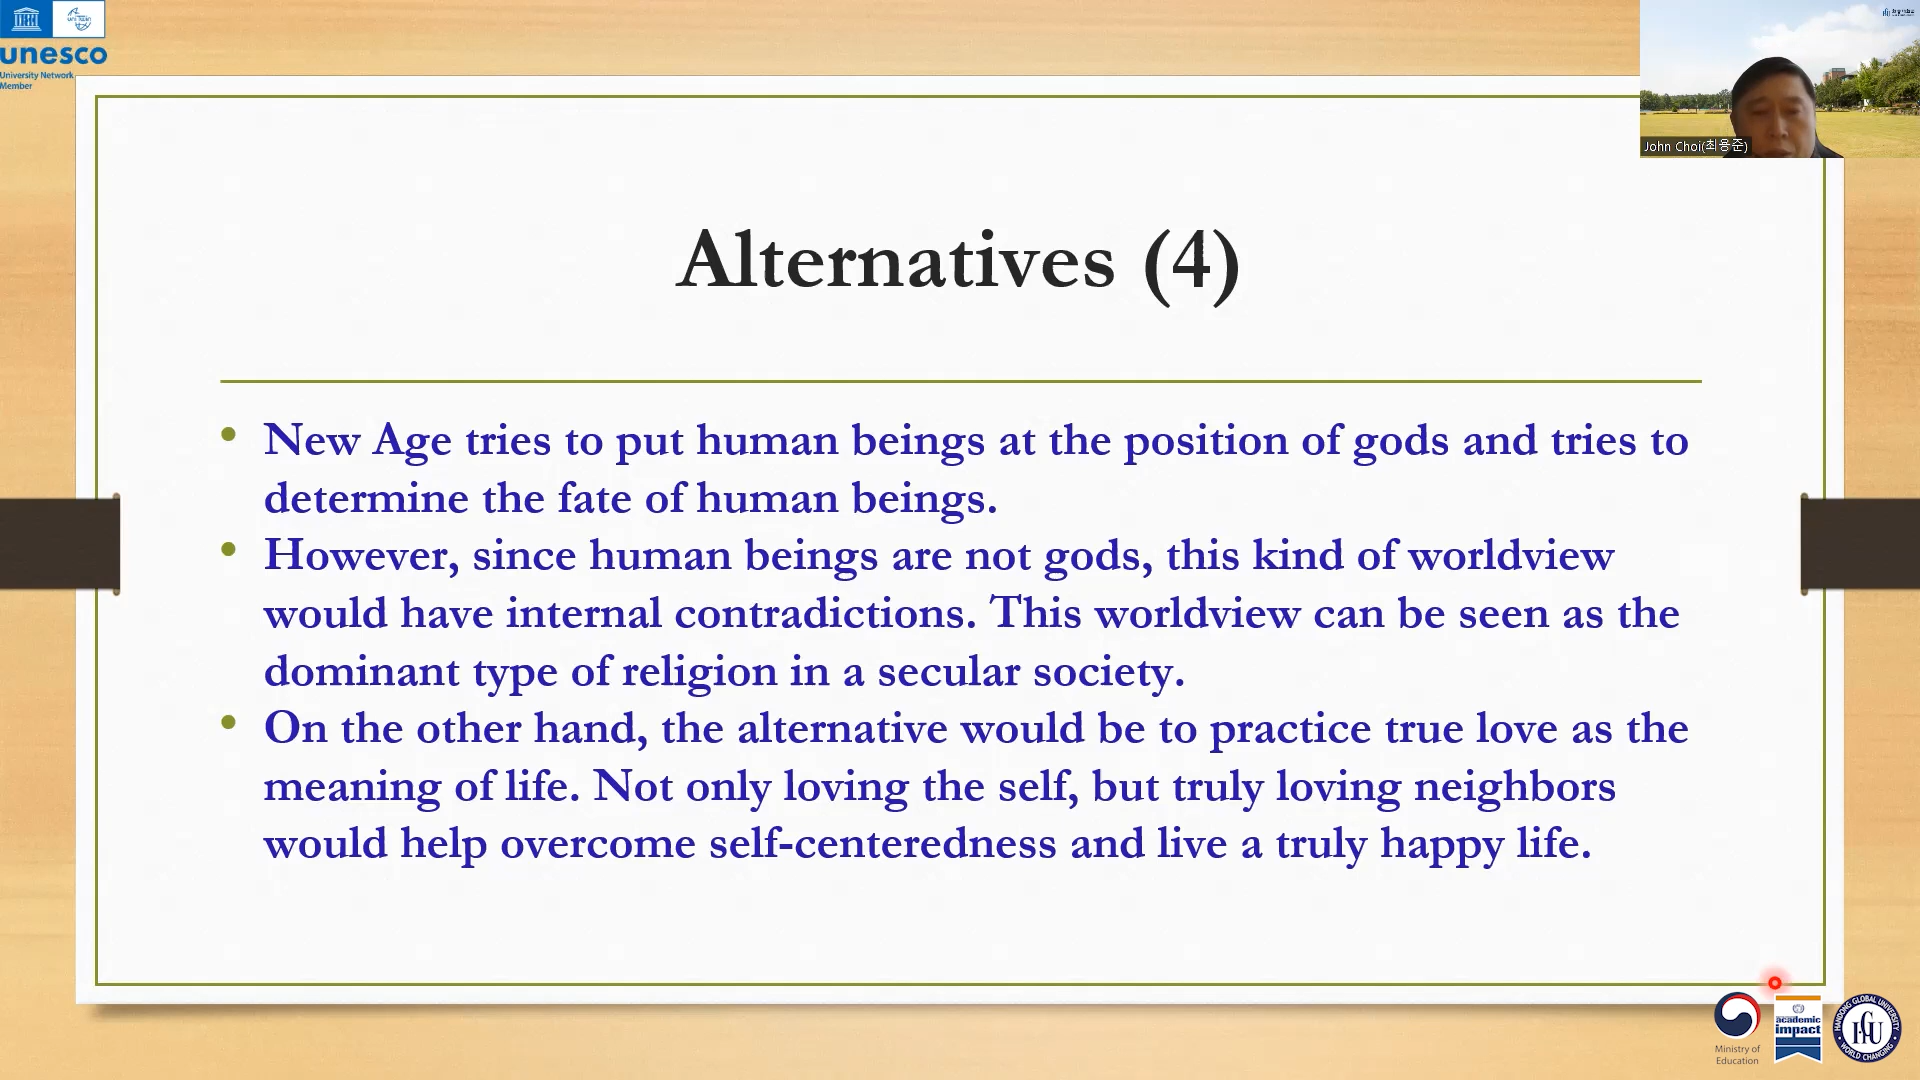 unesco
University Network
Member
John Choi(최용준)
Alternatives (4)
• New Age tries to put human beings at the position of gods and tries to
determine the fate of human beings.
• However, since human beings are not gods, this kind of worldview
would have internal contradictions. This worldview can be seen as the
dominant type of religion in a secular society.
• On the other hand, the alternative would be to practice true love as the
meaning of life. Not only loving the self, but truly loving neighbors
would help overcome self-centeredness and live a truly happy life.
Ministry of
Education
academic
impact
HANDONG GLOBAL UNIVERSITY
WORLD CHANGING